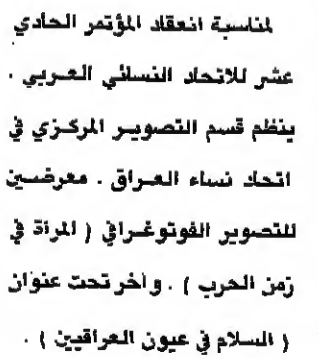 لمناسبة انعقاد المؤتمر الحادي
عشر للاتحاد النسائي العربي .
ينظم قسم التصوير المركزي في
اتحاد نساء العراق . معرضين
للتصوير الفوتوغرافي ( المرأة في
زمن الحرب ) . وآخر تحت عنوان
( السلام في عيون العراقيين ) .